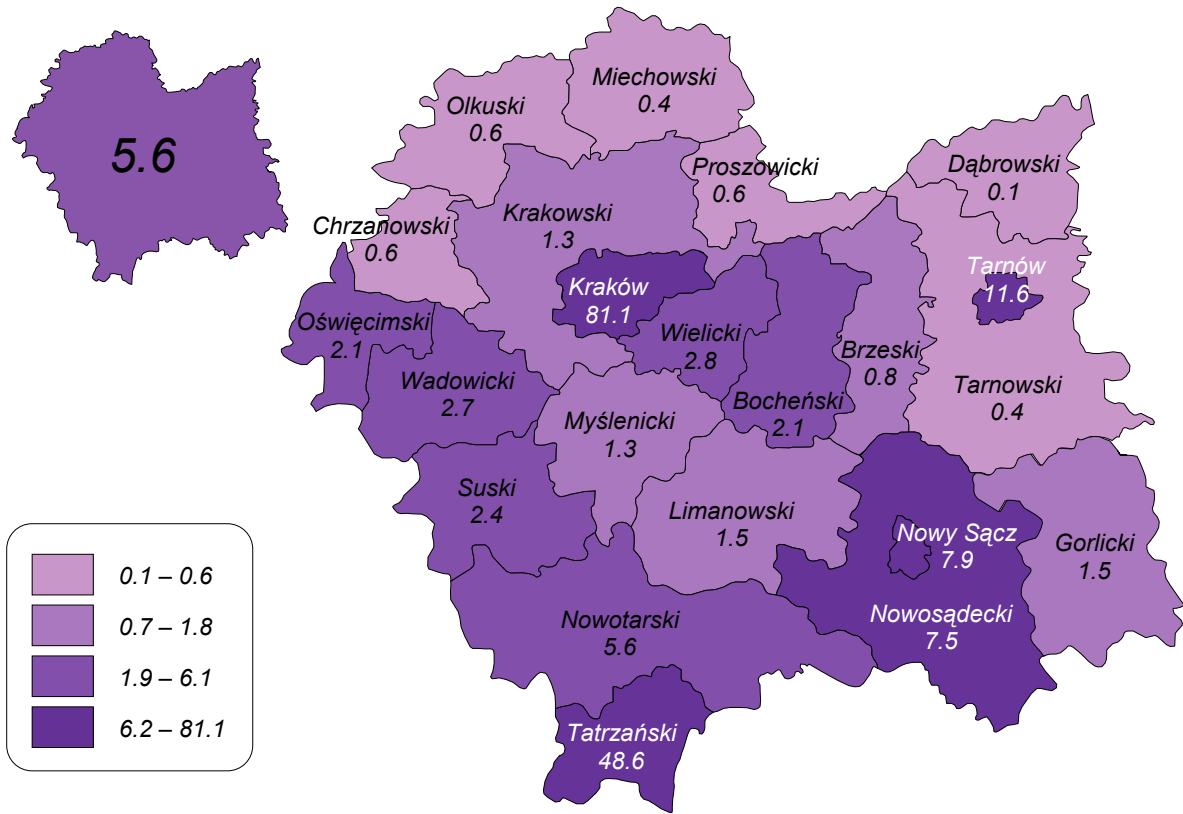 5.6
Miechowski
0.4
Olkuski
0.6
Proszowicki
0.6
Dąbrowski
0.1
Chrzanowski
0.6
Krakowski
1.3
Kraków
81.1
Tarnów
11.6
Oświęcimski
2.1
Wielicki
2.8
Brzeski
0.8
Wadowicki
2.7
Bocheński
2.1
Tarnowski
0.4
Myślenicki
1.3
Suski
2.4
Limanowski
1.5
Nowy Sącz
7.9
Gorlicki
1.5
Nowosądecki
7.5
Nowotarski
5.6
Tatrzański
48.6
0.1 – 0.6
0.7 – 1.8
1.9 – 6.1
6.2 – 81.1